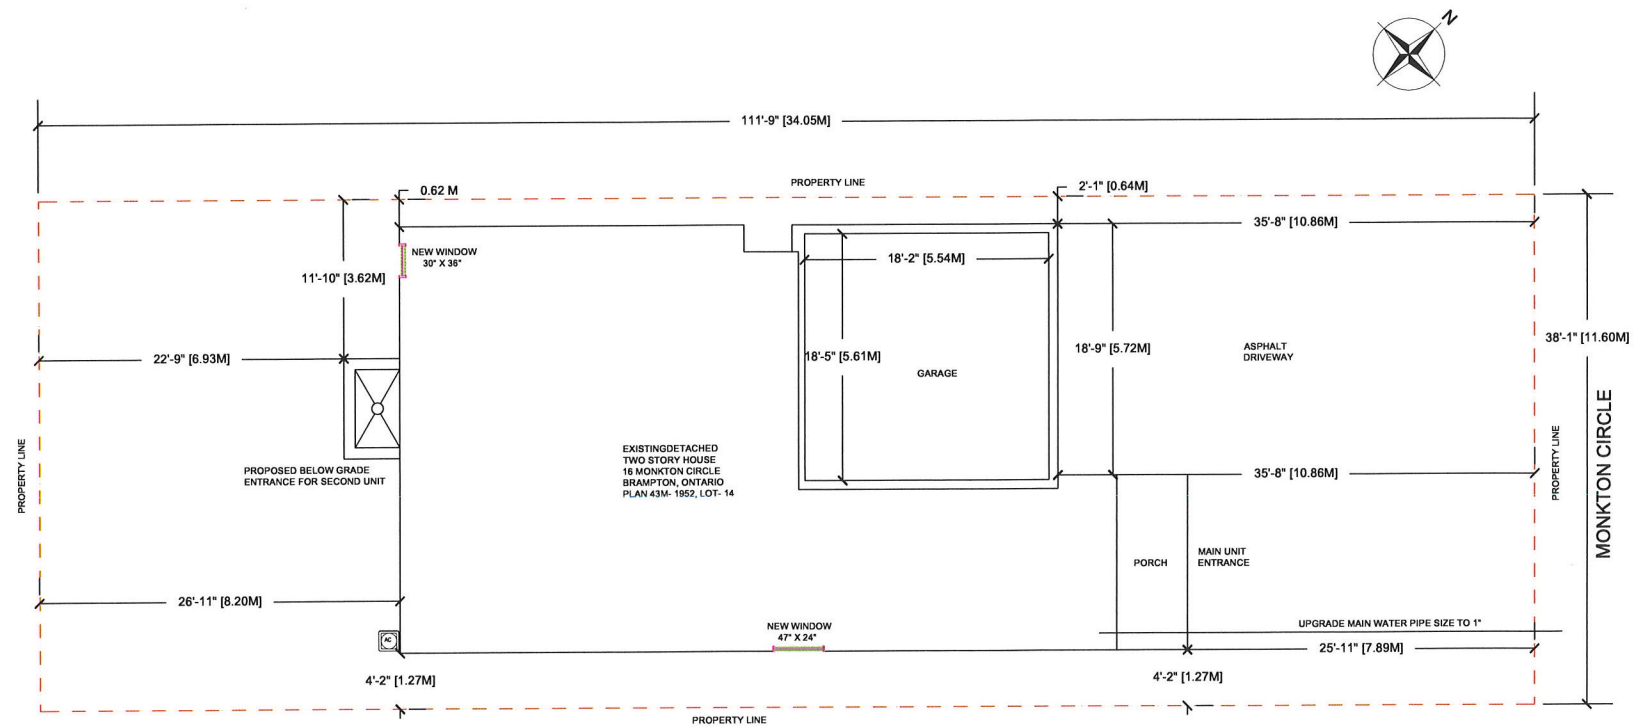 N
111'-9" [34.05M]
0.62 M
PROPERTY LINE
2'-1" [0.64M]
35'-8" [10.86M]
NEW WINDOW
30" X 36"
18'-2" [5.54M]
11'-10" [3.62M]
38'-1" [11.60M]
22'-9" [6.93M]
18'-5" [5.61M]
18'-9" [5.72M]
ASPHALT
DRIVEWAY
GARAGE
MONKTON CIRCLE
PROPERTY LINE
PROPERTY LINE
PROPOSED BELOW GRADE
ENTRANCE FOR SECOND UNIT
EXISTINGDETACHED
TWO STORY HOUSE
16 MONKTON CIRCLE
BRAMPTON, ONTARIO
PLAN 43M- 1952, LOT- 14
35'-8" [10.86M]
PORCH
MAIN UNIT
ENTRANCE
26'-11" [8.20M]
AC
NEW WINDOW
47" X 24"
UPGRADE MAIN WATER PIPE SIZE TO 1"
25'-11" [7.89M]
4'-2" [1.27M]
4'-2" [1.27M]
PROPERTY LINE